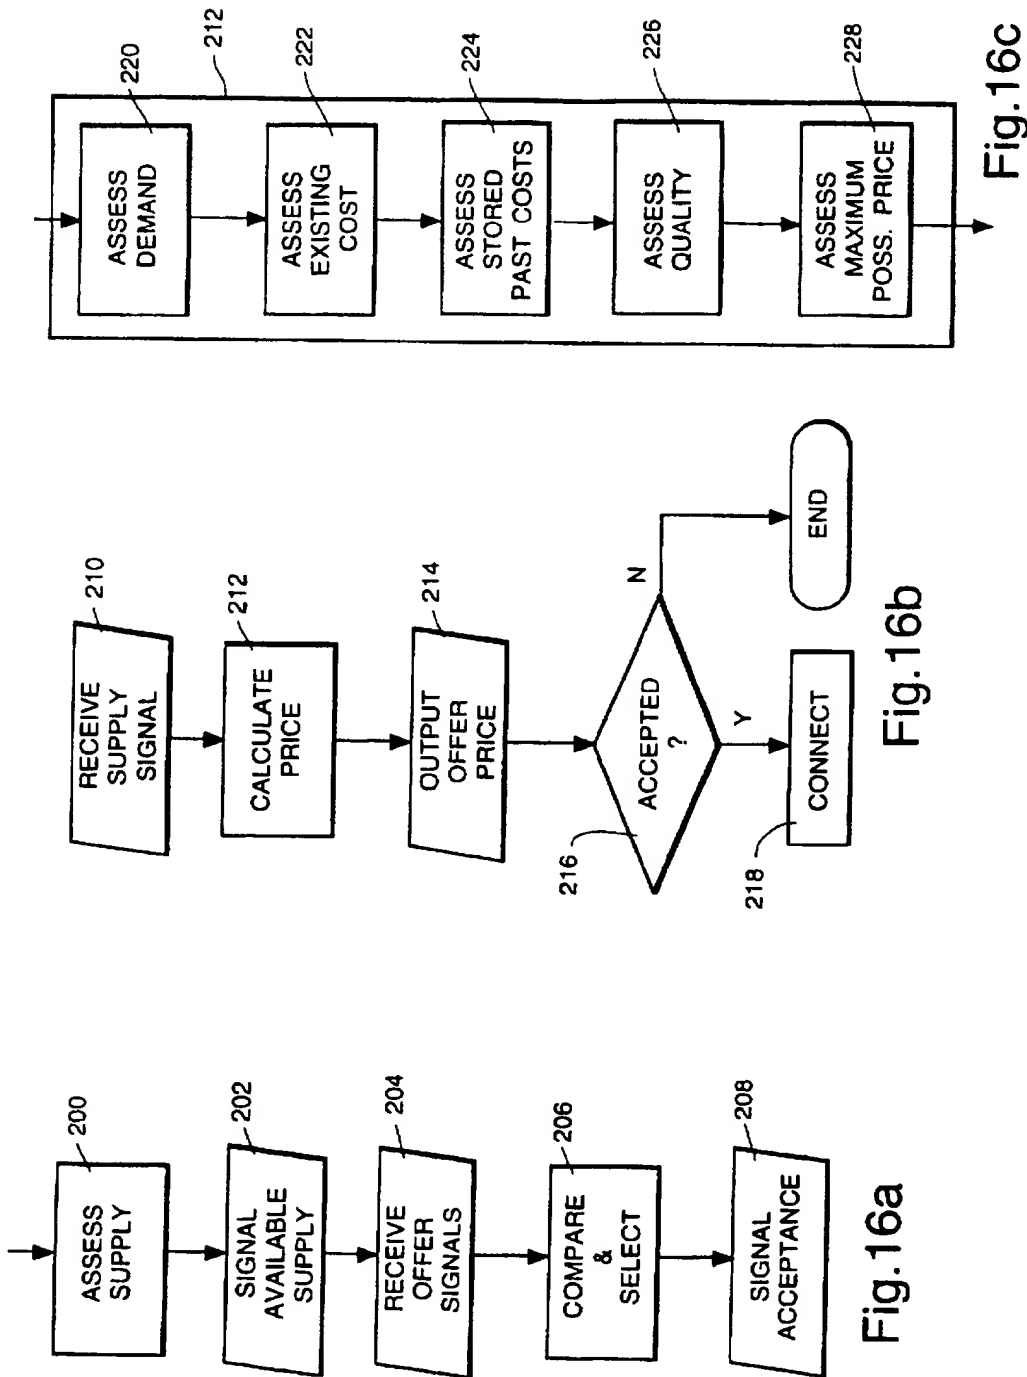 200
ASSESS
SUPPLY
202
SIGNAL
AVAILABLE
SUPPLY
204
RECEIVE
OFFER
SIGNALS
206
COMPARE
&
SELECT
208
SIGNAL
ACCEPTANCE
Fig.16a
210
RECEIVE
SUPPLY
SIGNAL
212
CALCULATE
PRICE
214
OUTPUT
OFFER
PRICE
216
ACCEPTED
?
N
Y
218
CONNECT
END
Fig.16b
212
220
ASSESS
DEMAND
222
ASSESS
EXISTING
COST
224
ASSESS
STORED
PAST COSTS
226
ASSESS
QUALITY
228
ASSESS
MAXIMUM
POSS. PRICE
Fig.16c